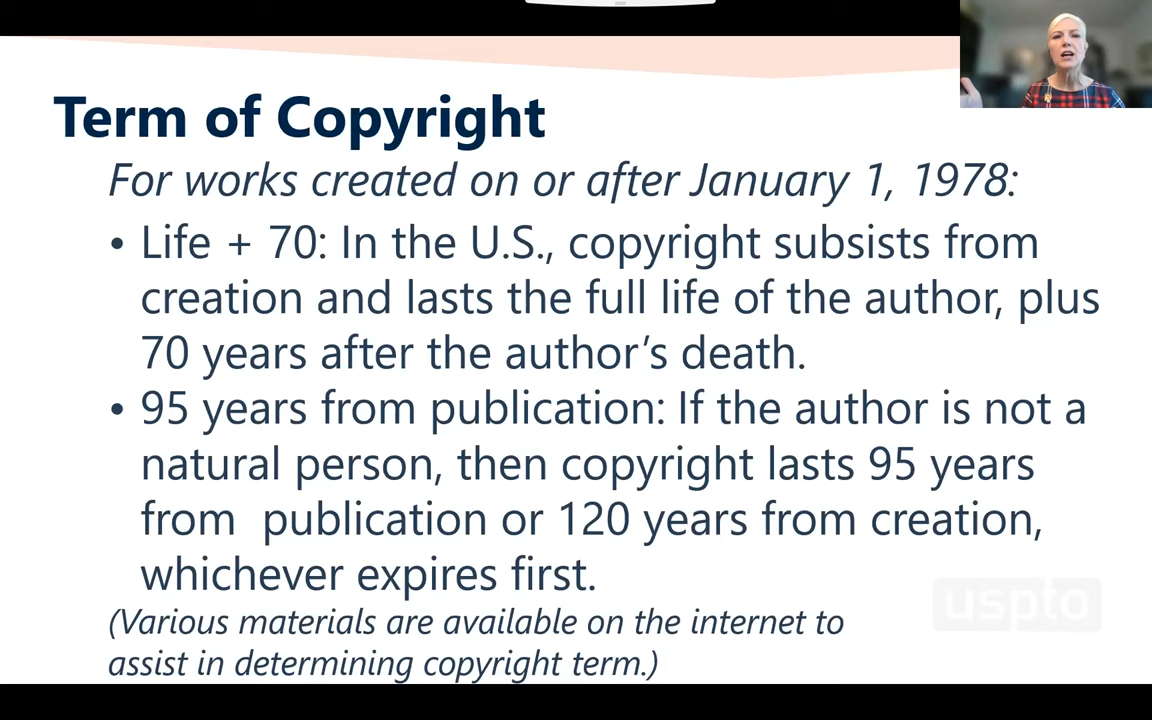 Term of Copyright
For works created on or after January 1, 1978:
• Life + 70: In the U.S., copyright subsists from
creation and lasts the full life of the author, plus
70 years after the author's death.
• 95 years from publication: If the author is not a
natural person, then copyright lasts 95 years
from  publication or 120 years from creation,
whichever expires first.
(Various materials are available on the internet to
assist in determining copyright term.)
uspto